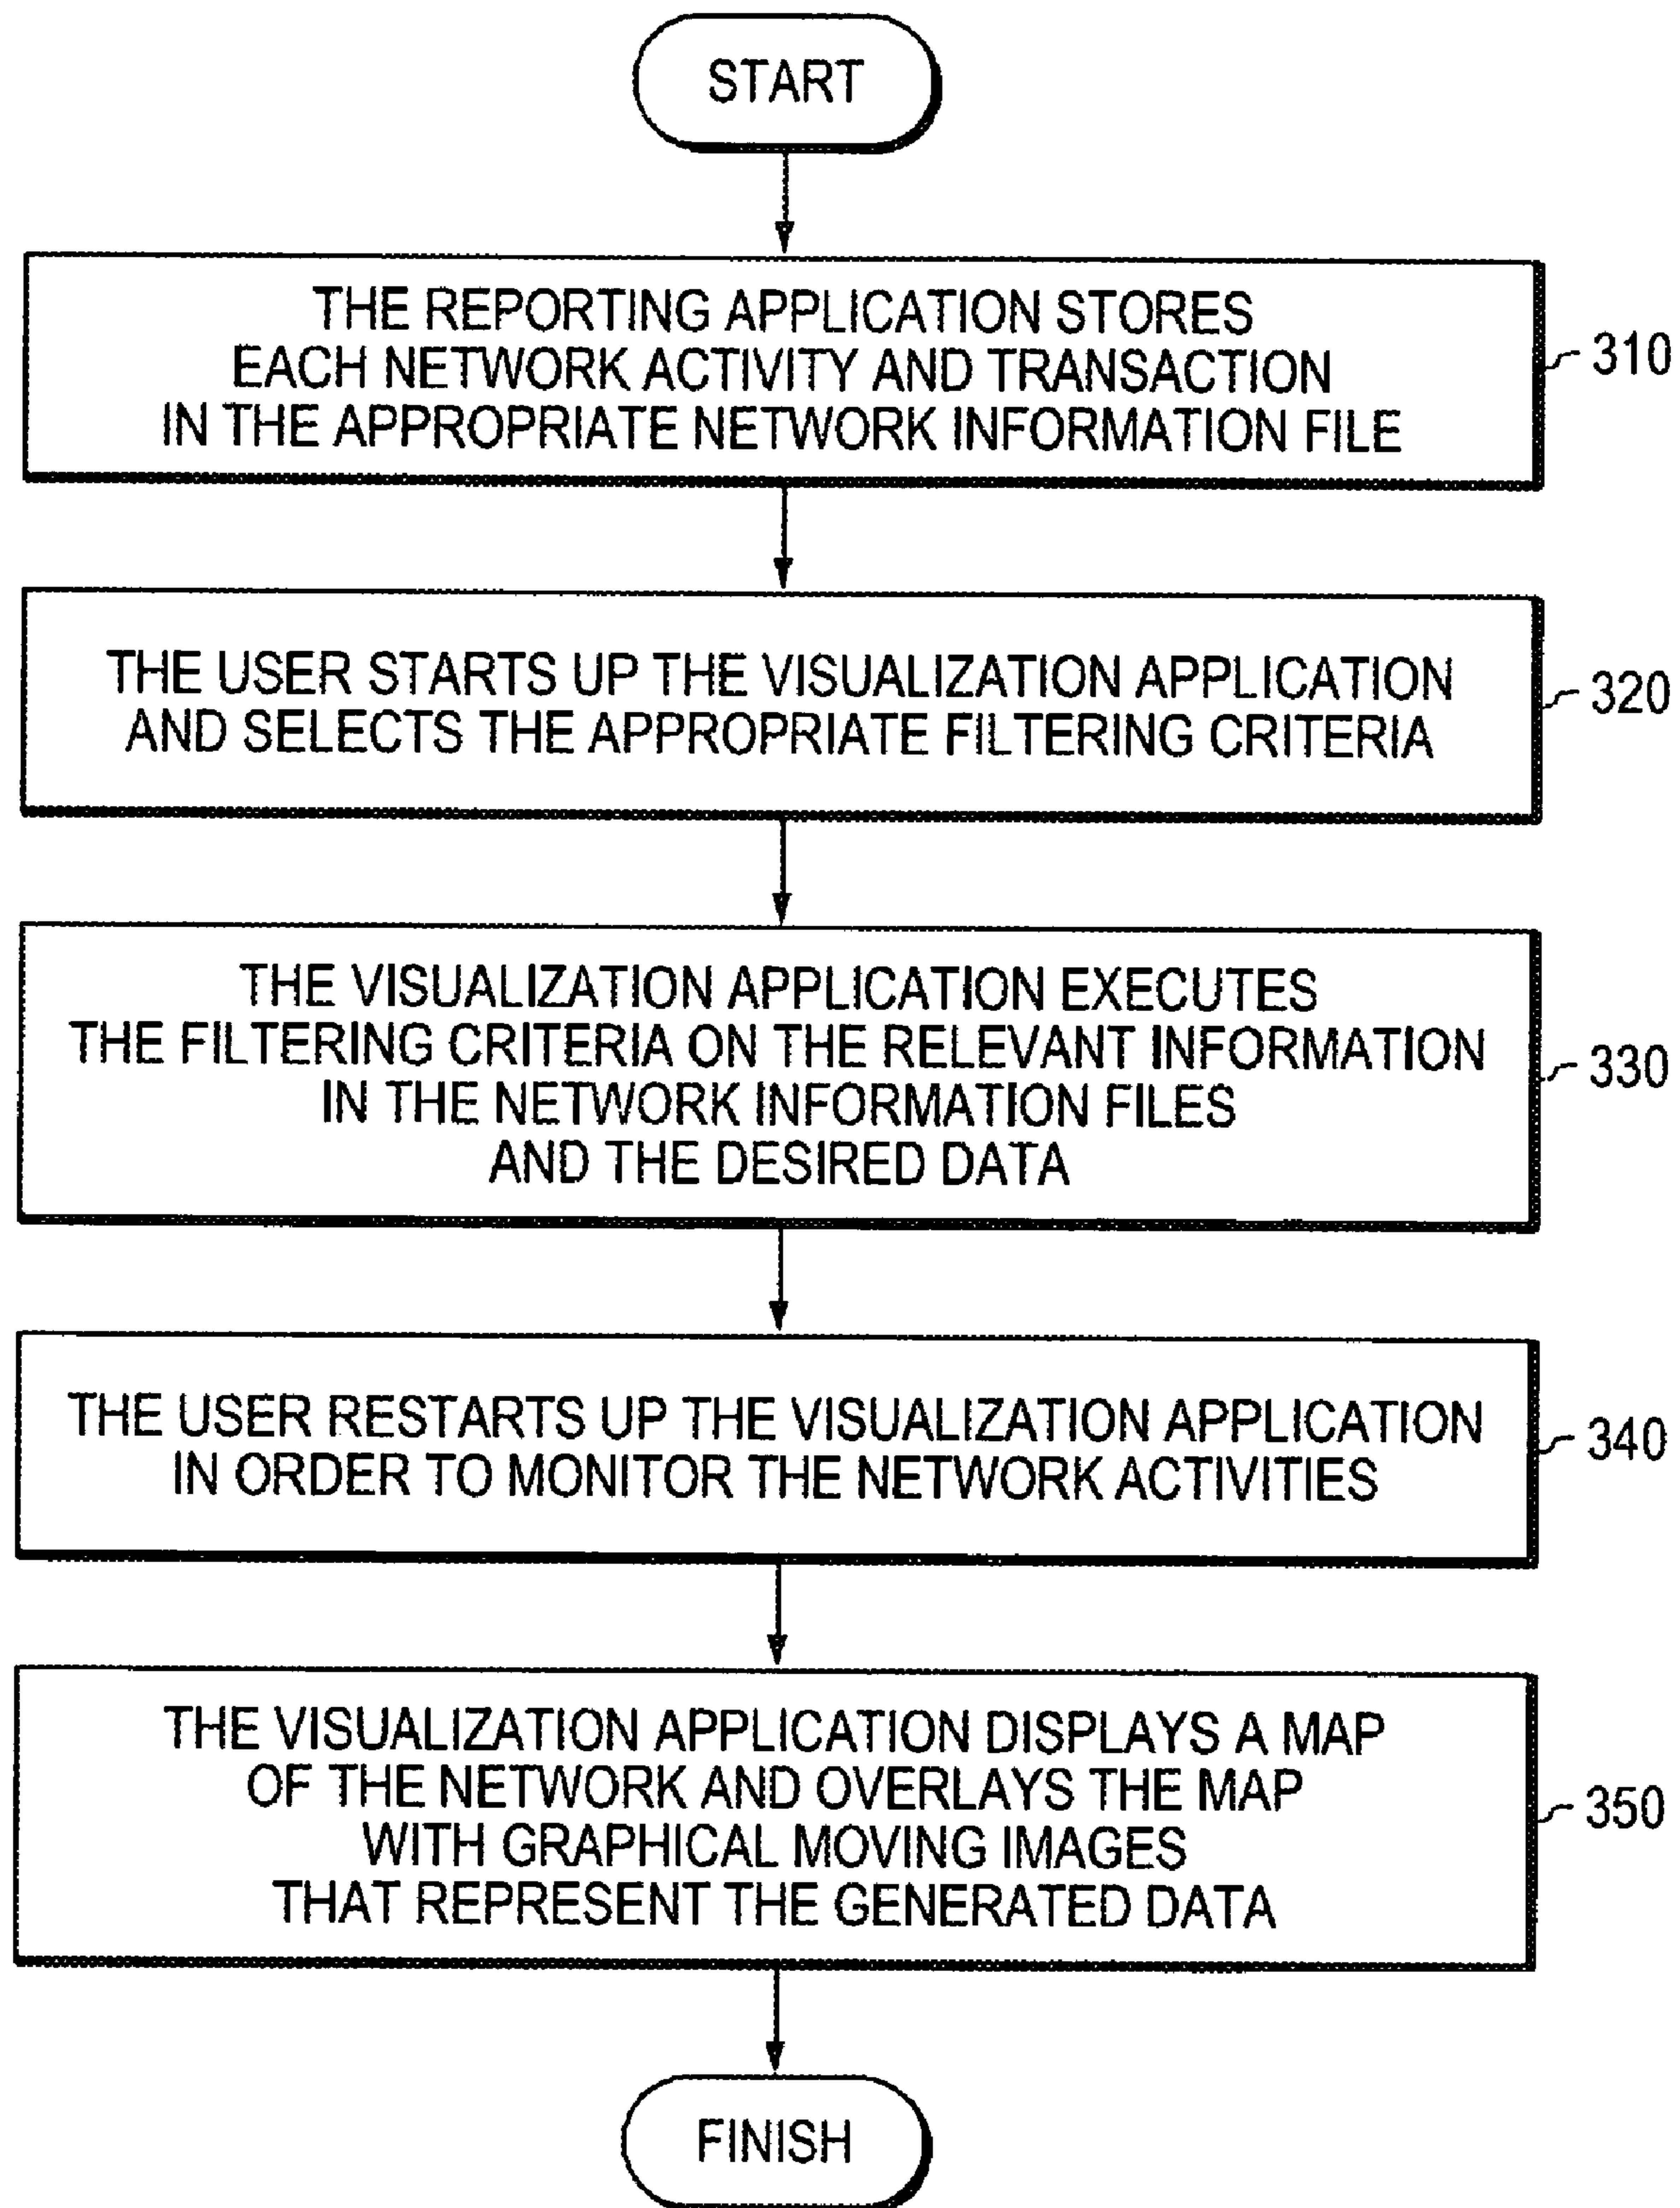 START
THE REPORTING APPLICATION STORES
EACH NETWORK ACTIVITY AND TRANSACTION
IN THE APPROPRIATE NETWORK INFORMATION FILE
310
THE USER STARTS UP THE VISUALIZATION APPLICATION
AND SELECTS THE APPROPRIATE FILTERING CRITERIA
320
THE VISUALIZATION APPLICATION EXECUTES
THE FILTERING CRITERIA ON THE RELEVANT INFORMATION
IN THE NETWORK INFORMATION FILES
AND THE DESIRED DATA
330
THE USER RESTARTS UP THE VISUALIZATION APPLICATION
IN ORDER TO MONITOR THE NETWORK ACTIVITIES
340
THE VISUALIZATION APPLICATION DISPLAYS A MAP
OF THE NETWORK AND OVERLAYS THE MAP
WITH GRAPHICAL MOVING IMAGES
THAT REPRESENT THE GENERATED DATA
350
FINISH